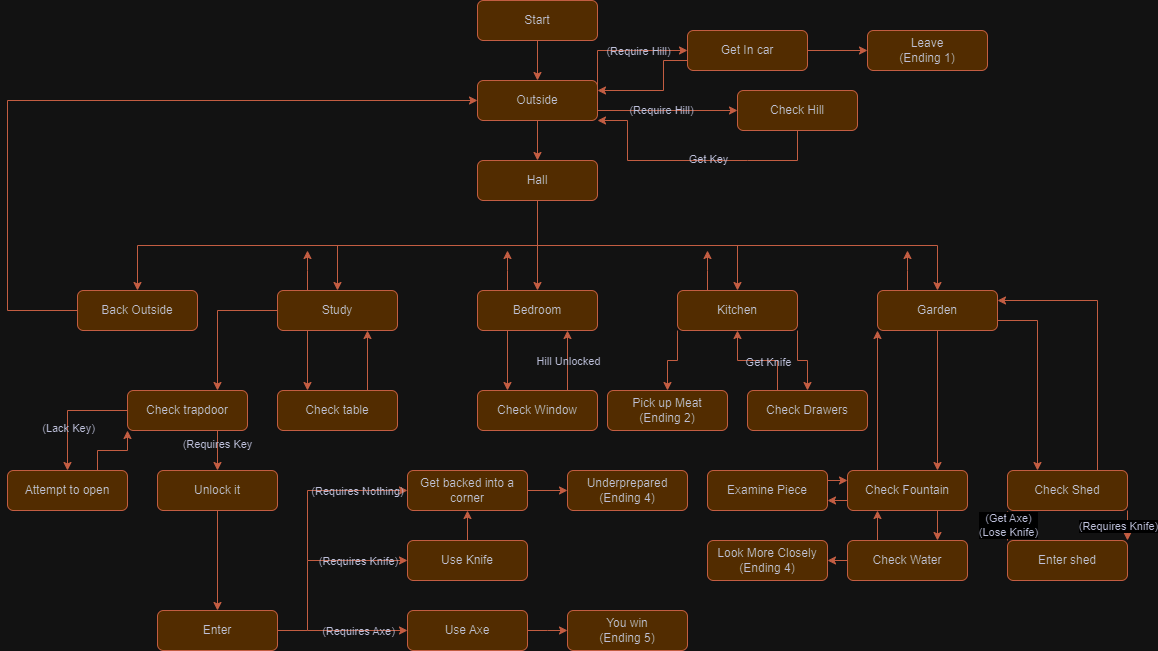 Start
(Require Hill)
Get In car
Leave
(Ending 1)
Outside
(Require Hill)
Check Hill
Get Key
Hall
Back Outside
Study
Bedroom
Kitchen
Garden
Hill Unlocked
Get Knife
Check trapdoor
Check table
Check Window
Pick up Meat
(Ending 2)
Check Drawers
(Lack Key)
(Requires Key
Attempt to open
Unlock it
(Requires Nothing)
Get backed into a
corner
Underprepared
(Ending 4)
Examine Piece
Check Fountain
Check Shed
(Get Axe)
(Lose Knife)
(Requires Knife)
(Requires Knife)
Use Knife
Look More Closely
(Ending 4)
Check Water
Enter shed
Enter
(Requires Axe)
Use Axe
You win
(Ending 5)